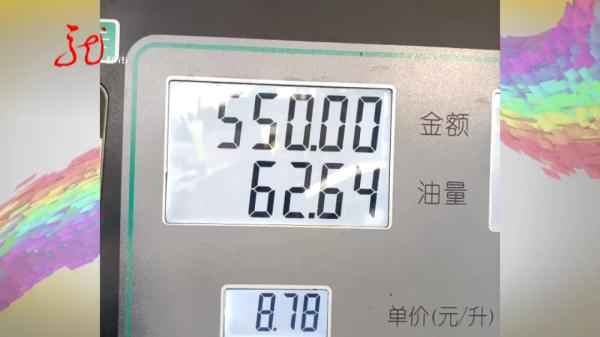 550.00 金额
62.64 油量
8.78 单价(元/升)